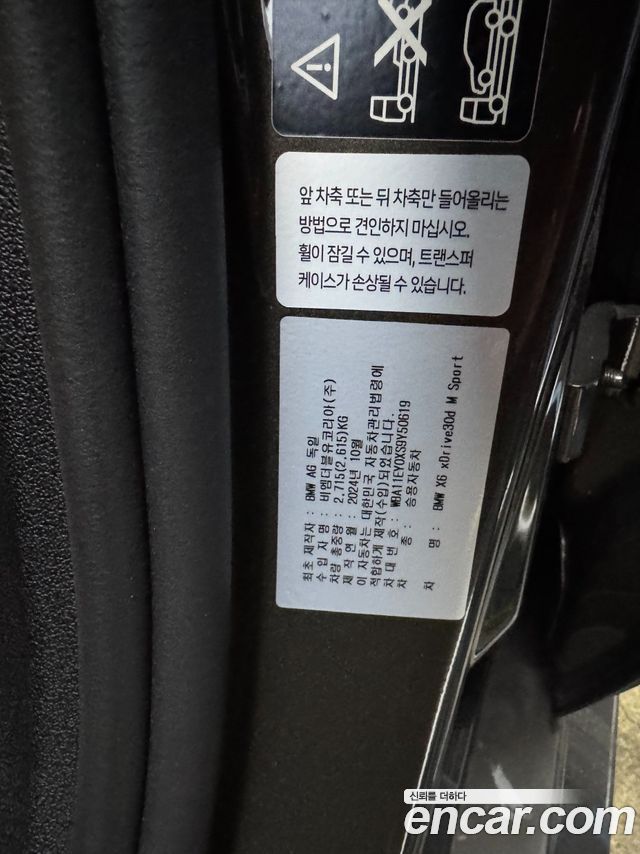 앞 차축 또는 뒤 차축만 들어올리는
방법으로 견인하지 마십시오.
휠이 잠길 수 있으며, 트랜스퍼
케이스가 손상될 수 있습니다.
최초 제작자 : BMW AG 독일
수 입 자 명 : 비엠더블유코리아(주)
차량 총중량 : 2,715(2,615)KG
제 작 연 월 : 2024년 10월
이 자동차는 대한민국 자동차관리법령에
적합하게 제작(수입)되었습니다.
차 대 번 호 : WBA11EY0XS9Y50619
차 종 : 승용자동차
차 명 : BMW X6 xDrive30d M Sport
신뢰를 더하다
encar.com